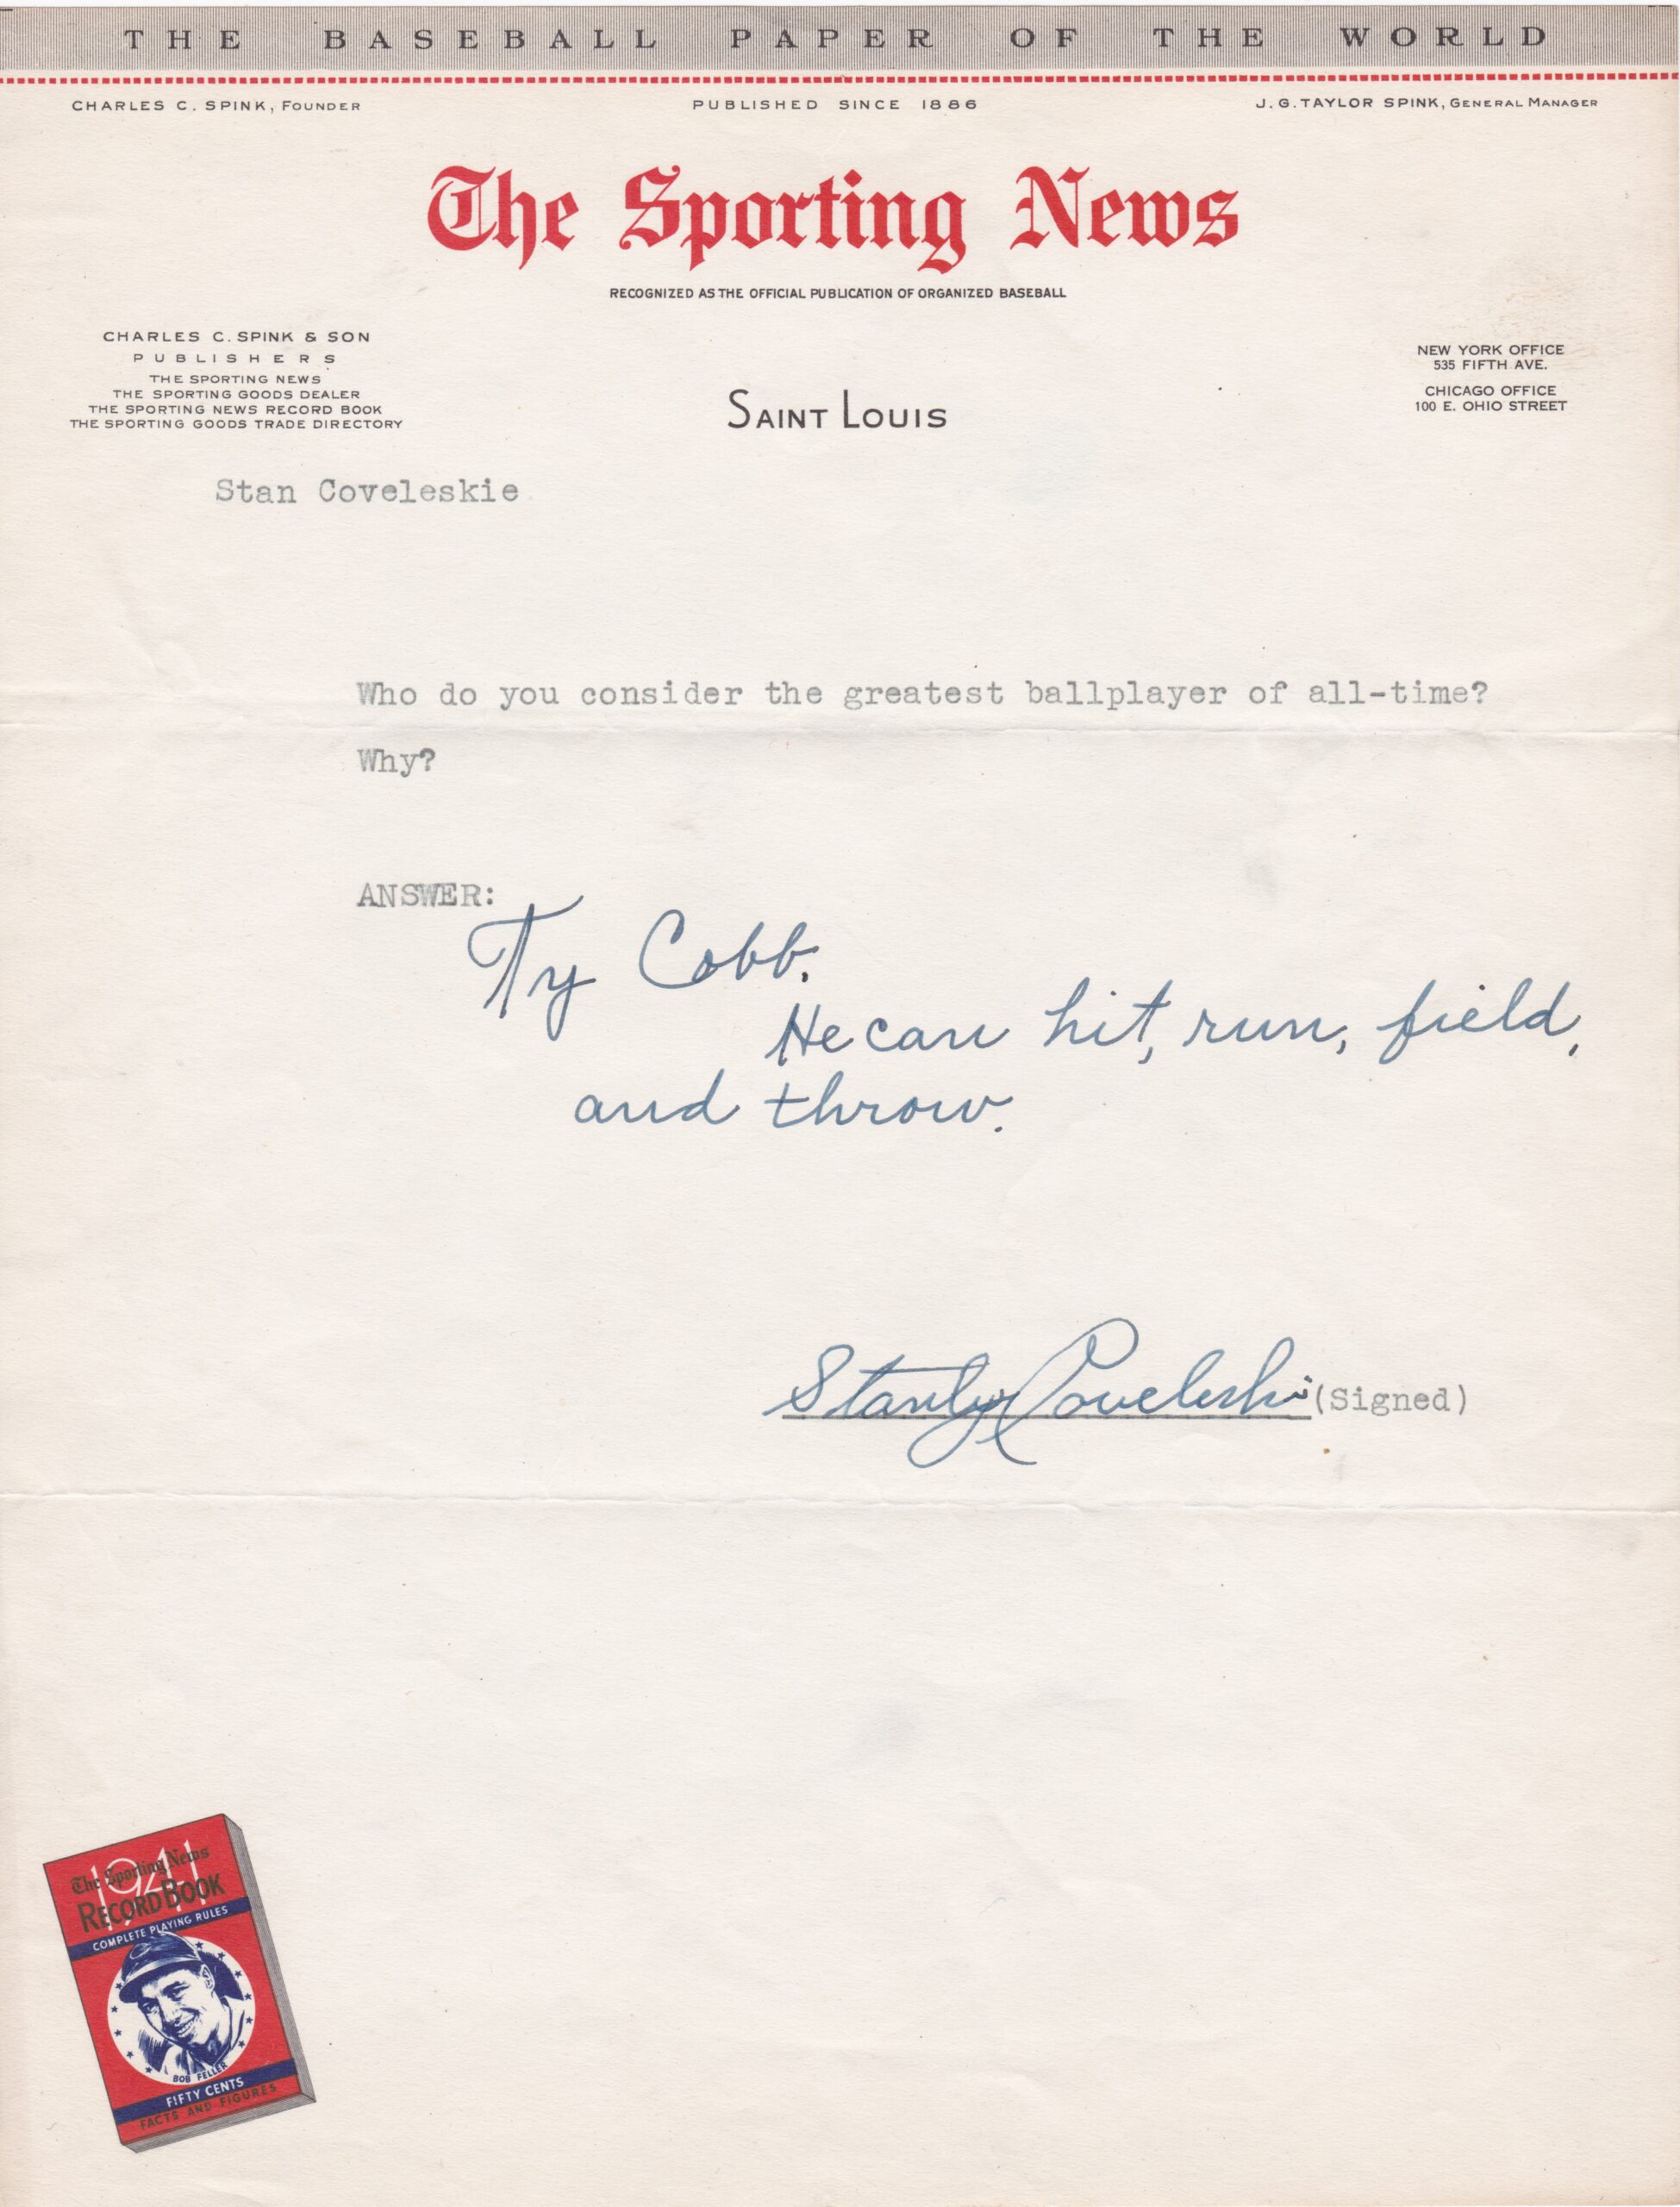 THE BASEBALL PAPER OF THE WORLD
CHARLES C. SPINK, FOUNDER
PUBLISHED SINCE 1886
J. G. TAYLOR SPINK, GENERAL MANAGER
The Sporting News
RECOGNIZED AS THE OFFICIAL PUBLICATION OF ORGANIZED BASEBALL
CHARLES C. SPINK & SON
PUBLISHERS
THE SPORTING NEWS
THE SPORTING GOODS DEALER
THE SPORTING NEWS RECORD BOOK
THE SPORTING GOODS TRADE DIRECTORY
SAINT LOUIS
NEW YORK OFFICE
535 FIFTH AVE.
CHICAGO OFFICE
100 E. OHIO STREET
Stan Coveleskie
Who do you consider the greatest ballplayer of all-time?
Why?
ANSWER:
Ty Cobb.
He can hit, run, field,
and throw.
Stanly Coveleski (Signed)
1941
The Sporting News
RECORD BOOK
COMPLETE PLAYING RULES
BOB FELLER
FIFTY CENTS
FACTS AND FIGURES